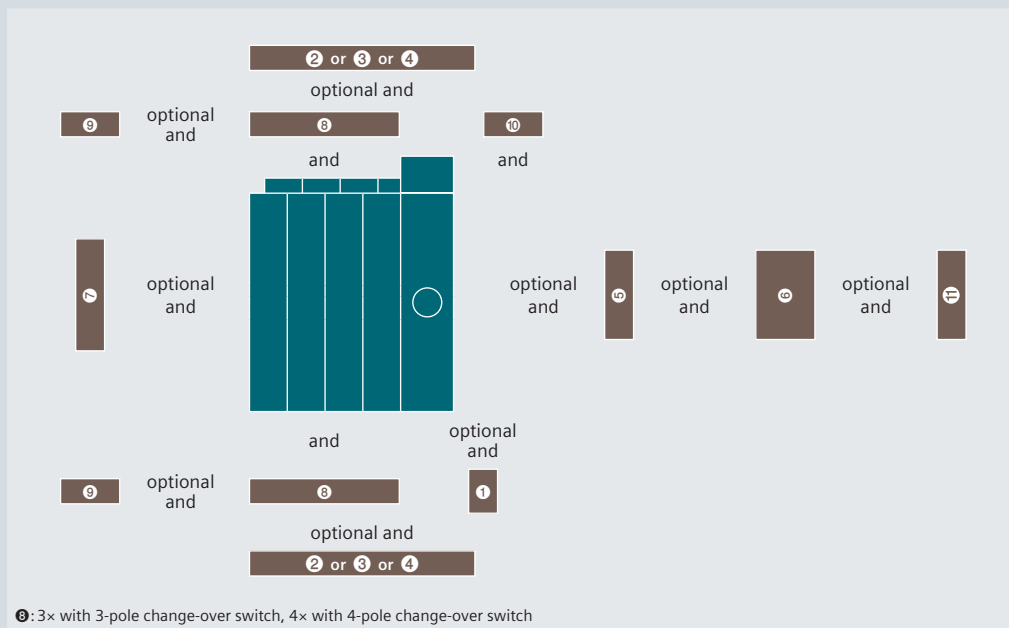 ❷ or ❸ or ❹
optional and
❾
optional
and
❽
❿
and
and
❼
optional
and
optional
and
❺
optional
and
❻
optional
and
⓫
and
optional
and
❾
optional
and
❽
❶
optional and
❷ or ❸ or ❹
❽: 3× with 3-pole change-over switch, 4× with 4-pole change-over switch